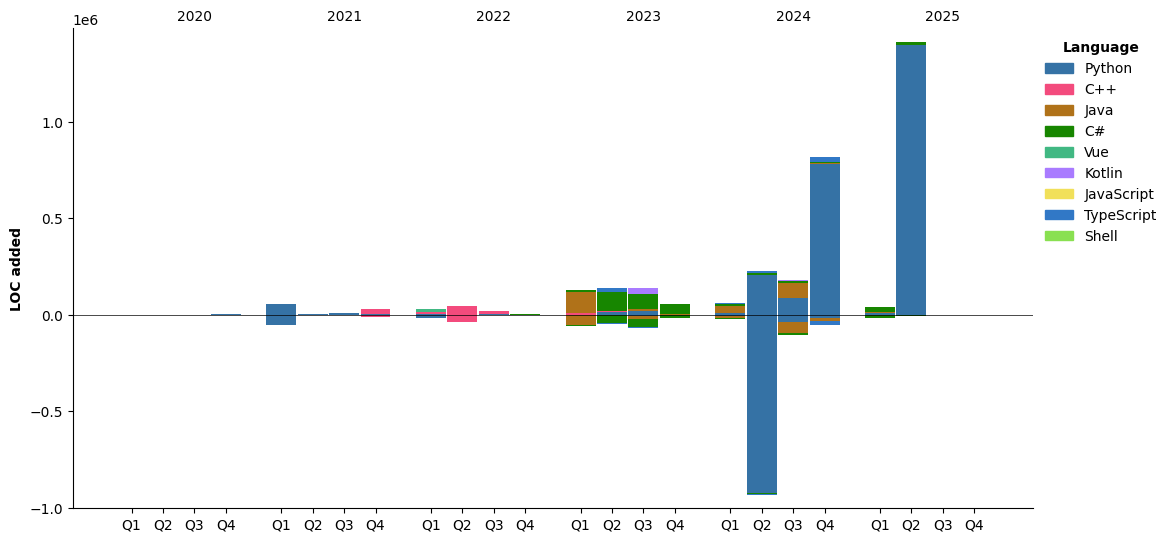 1e6
2020 2021 2022 2023 2024 2025
Language
Python
C++
Java
C#
Vue
Kotlin
JavaScript
TypeScript
Shell
LOC added
1.0
0.5
0.0
−0.5
−1.0
Q1 Q2 Q3 Q4 Q1 Q2 Q3 Q4 Q1 Q2 Q3 Q4 Q1 Q2 Q3 Q4 Q1 Q2 Q3 Q4 Q1 Q2 Q3 Q4